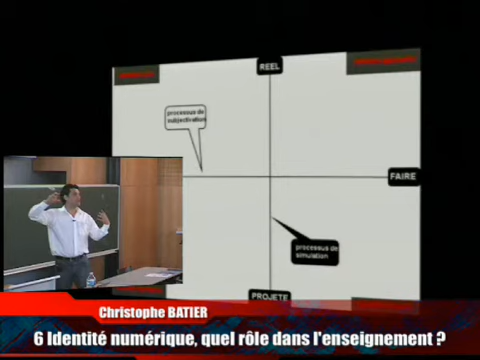 REEL
processus de
subjectivation
FAIRE
processus de
simulation
PROJETE
Christophe BATIER
6 Identité numérique, quel rôle dans l'enseignement ?